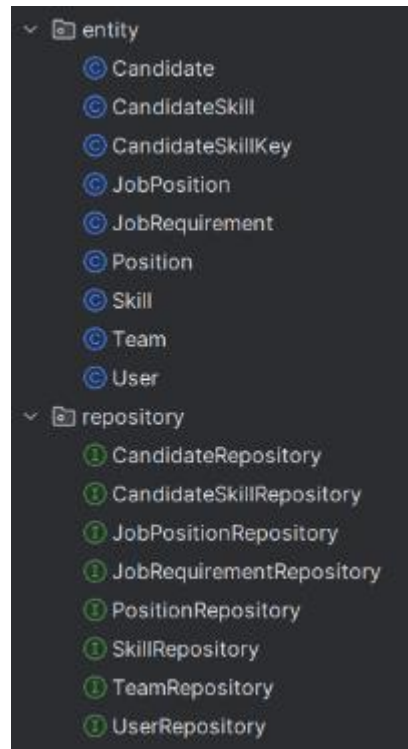 entity
C Candidate
C CandidateSkill
C CandidateSkillKey
C JobPosition
C JobRequirement
C Position
C Skill
C Team
C User
repository
I CandidateRepository
I CandidateSkillRepository
I JobPositionRepository
I JobRequirementRepository
I PositionRepository
I SkillRepository
I TeamRepository
I UserRepository